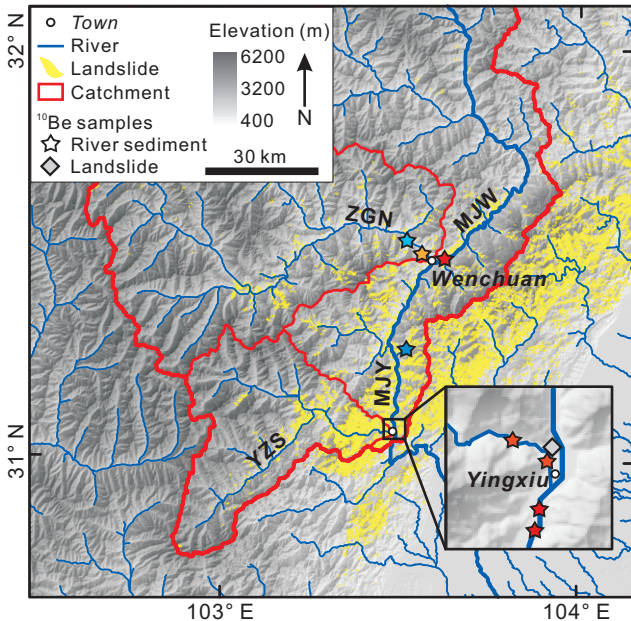 32° N
Town
River
Landslide
Catchment
¹⁰Be samples
River sediment
Landslide
Elevation (m)
6200
3200
400
N
30 km
ZGN
MJW
Wenchuan
MJY
YZS
31° N
Yingxiu
103° E
104° E